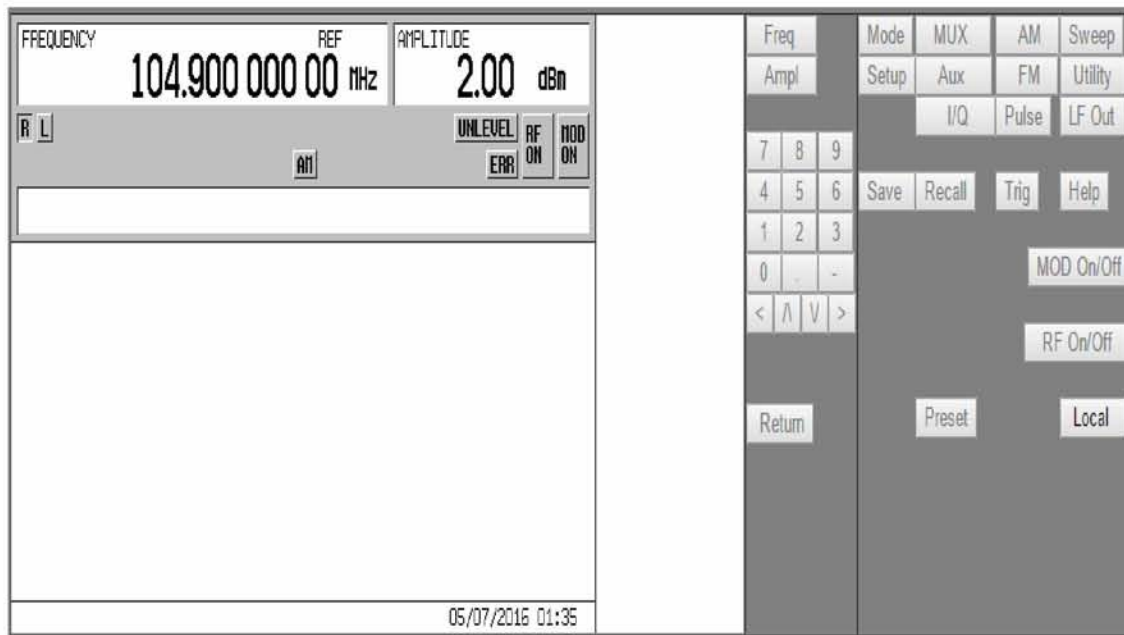 FREQUENCY REF
104.900 000 00 MHz
AMPLITUDE
2.00 dBm
R L
UNLEVEL
RF ON
MOD ON
AM
ERR
05/07/2016 01:35
Freq
Ampl
7 8 9
4 5 6
1 2 3
0 . -
< /\ \/ >
Return
Mode MUX AM Sweep
Setup Aux FM Utility
I/Q Pulse LF Out
Save Recall Trig Help
MOD On/Off
RF On/Off
Preset Local